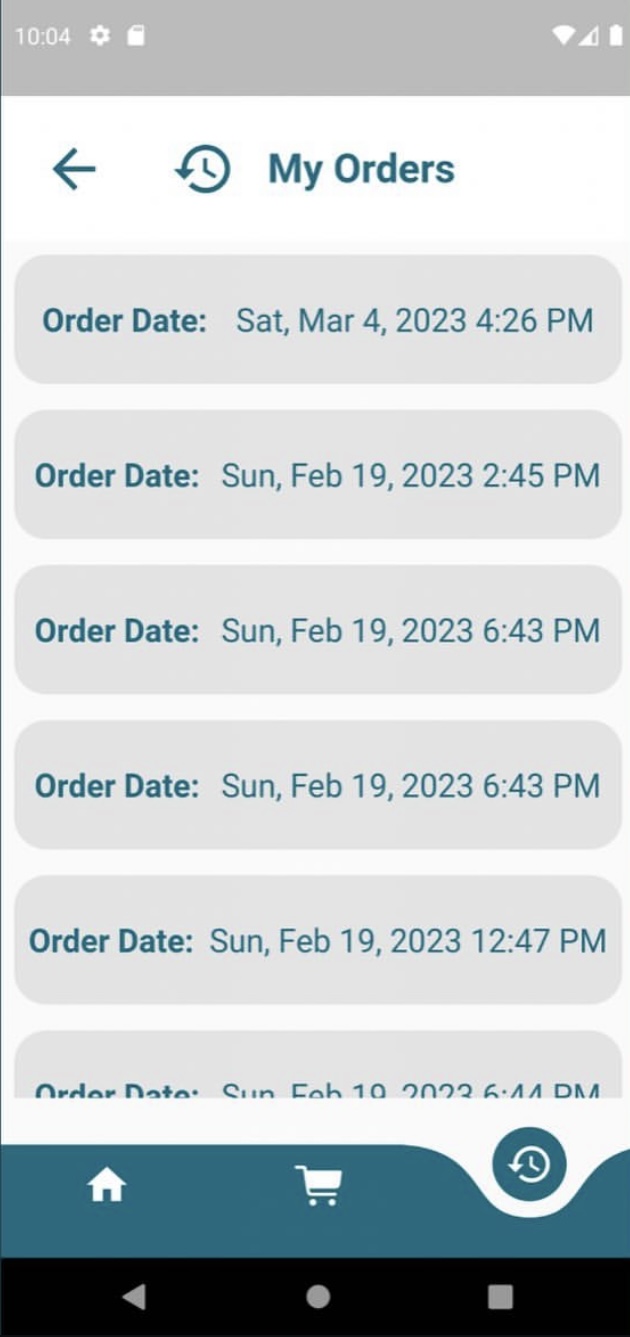 10:04
My Orders
Order Date: Sat, Mar 4, 2023 4:26 PM
Order Date: Sun, Feb 19, 2023 2:45 PM
Order Date: Sun, Feb 19, 2023 6:43 PM
Order Date: Sun, Feb 19, 2023 6:43 PM
Order Date: Sun, Feb 19, 2023 12:47 PM
Order Date: Sun, Feb 19, 2023 6:44 PM